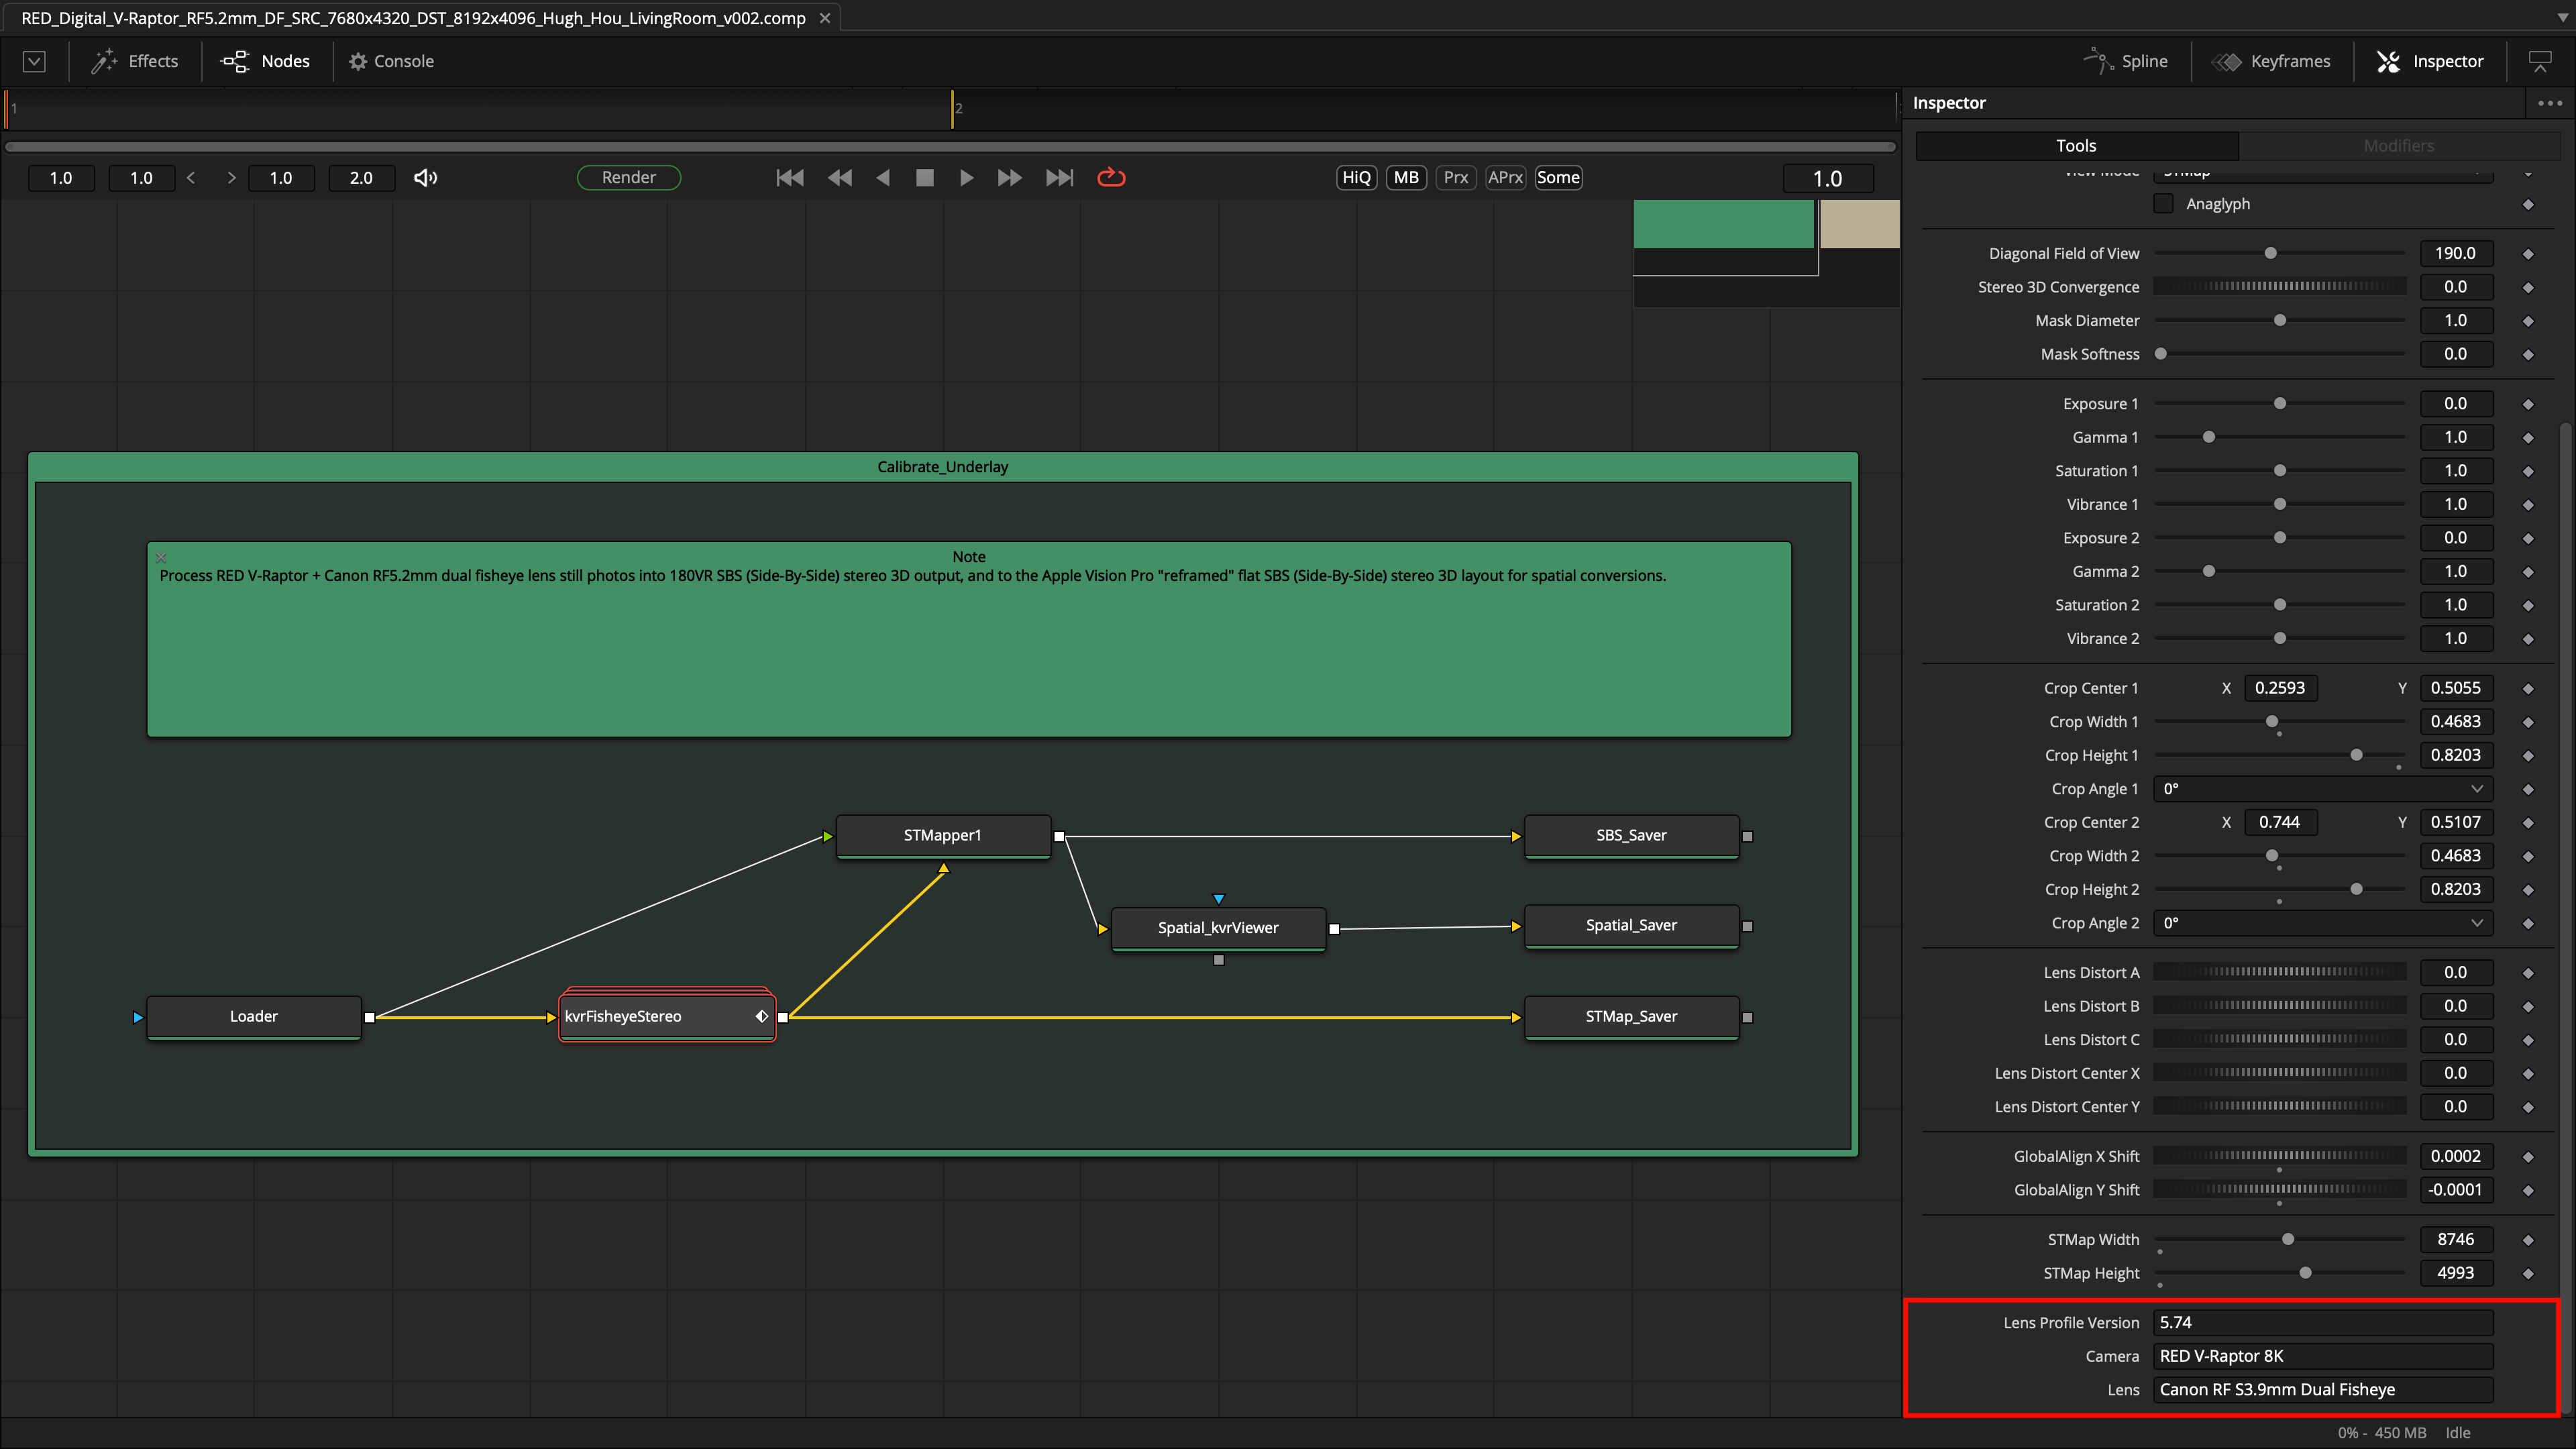 RED_Digital_V-Raptor_RF5.2mm_DF_SRC_7680x4320_DST_8192x4096_Hugh_Hou_LivingRoom_v002.comp
Effects
Nodes
Console
Spline
Keyframes
Inspector
1
2
Inspector
Tools
Modifiers
1.0
1.0
1.0
2.0
Render
HiQ
MB
Prx
APrx
Some
1.0
View Mode STMap
Anaglyph
Diagonal Field of View 190.0
Stereo 3D Convergence 0.0
Mask Diameter 1.0
Mask Softness 0.0
Exposure 1 0.0
Gamma 1 1.0
Saturation 1 1.0
Vibrance 1 1.0
Exposure 2 0.0
Gamma 2 1.0
Saturation 2 1.0
Vibrance 2 1.0
Crop Center 1 X 0.2593 Y 0.5055
Crop Width 1 0.4683
Crop Height 1 0.8203
Crop Angle 1 0°
Crop Center 2 X 0.744 Y 0.5107
Crop Width 2 0.4683
Crop Height 2 0.8203
Crop Angle 2 0°
Lens Distort A 0.0
Lens Distort B 0.0
Lens Distort C 0.0
Lens Distort Center X 0.0
Lens Distort Center Y 0.0
GlobalAlign X Shift 0.0002
GlobalAlign Y Shift -0.0001
STMap Width 8746
STMap Height 4993
Lens Profile Version 5.74
Camera RED V-Raptor 8K
Lens Canon RF S3.9mm Dual Fisheye
Calibrate_Underlay
Note
Process RED V-Raptor + Canon RF5.2mm dual fisheye lens still photos into 180VR SBS (Side-By-Side) stereo 3D output, and to the Apple Vision Pro "reframed" flat SBS (Side-By-Side) stereo 3D layout for spatial conversions.
STMapper1
SBS_Saver
Spatial_kvrViewer
Spatial_Saver
Loader
kvrFisheyeStereo
STMap_Saver
0% - 450 MB Idle